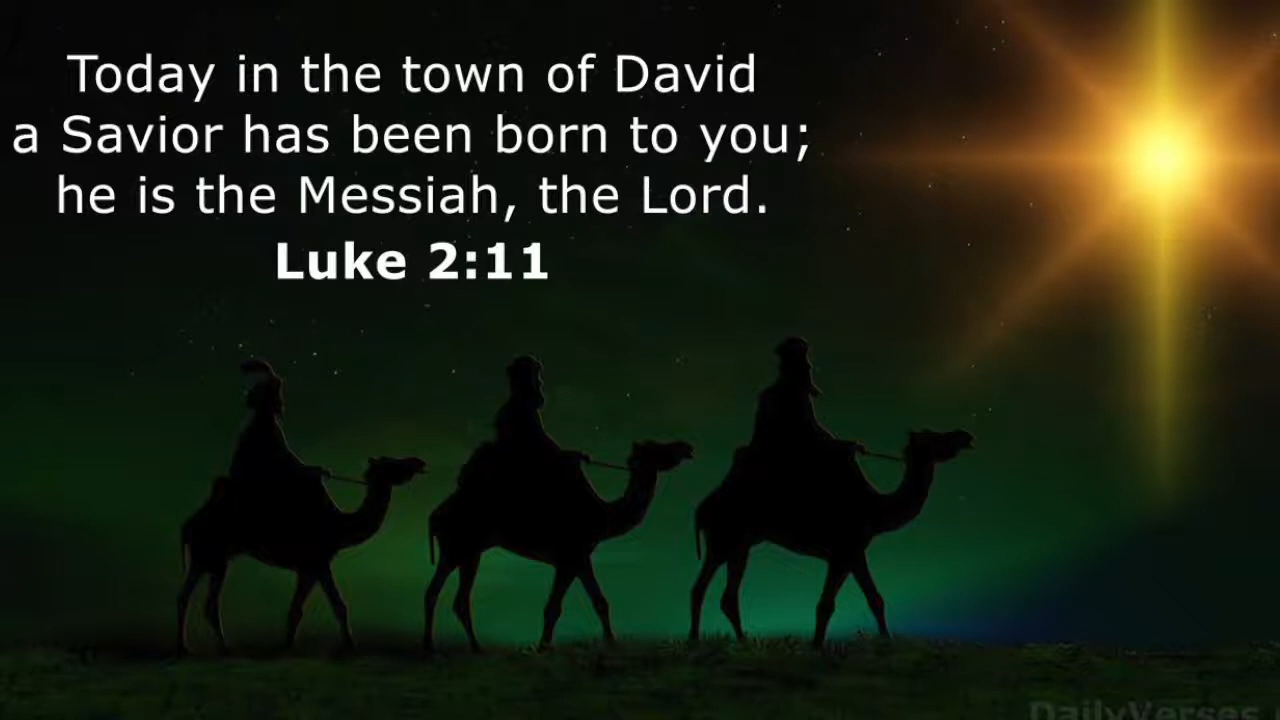 Today in the town of David
a Savior has been born to you;
he is the Messiah, the Lord.
Luke 2:11
DailyVerses